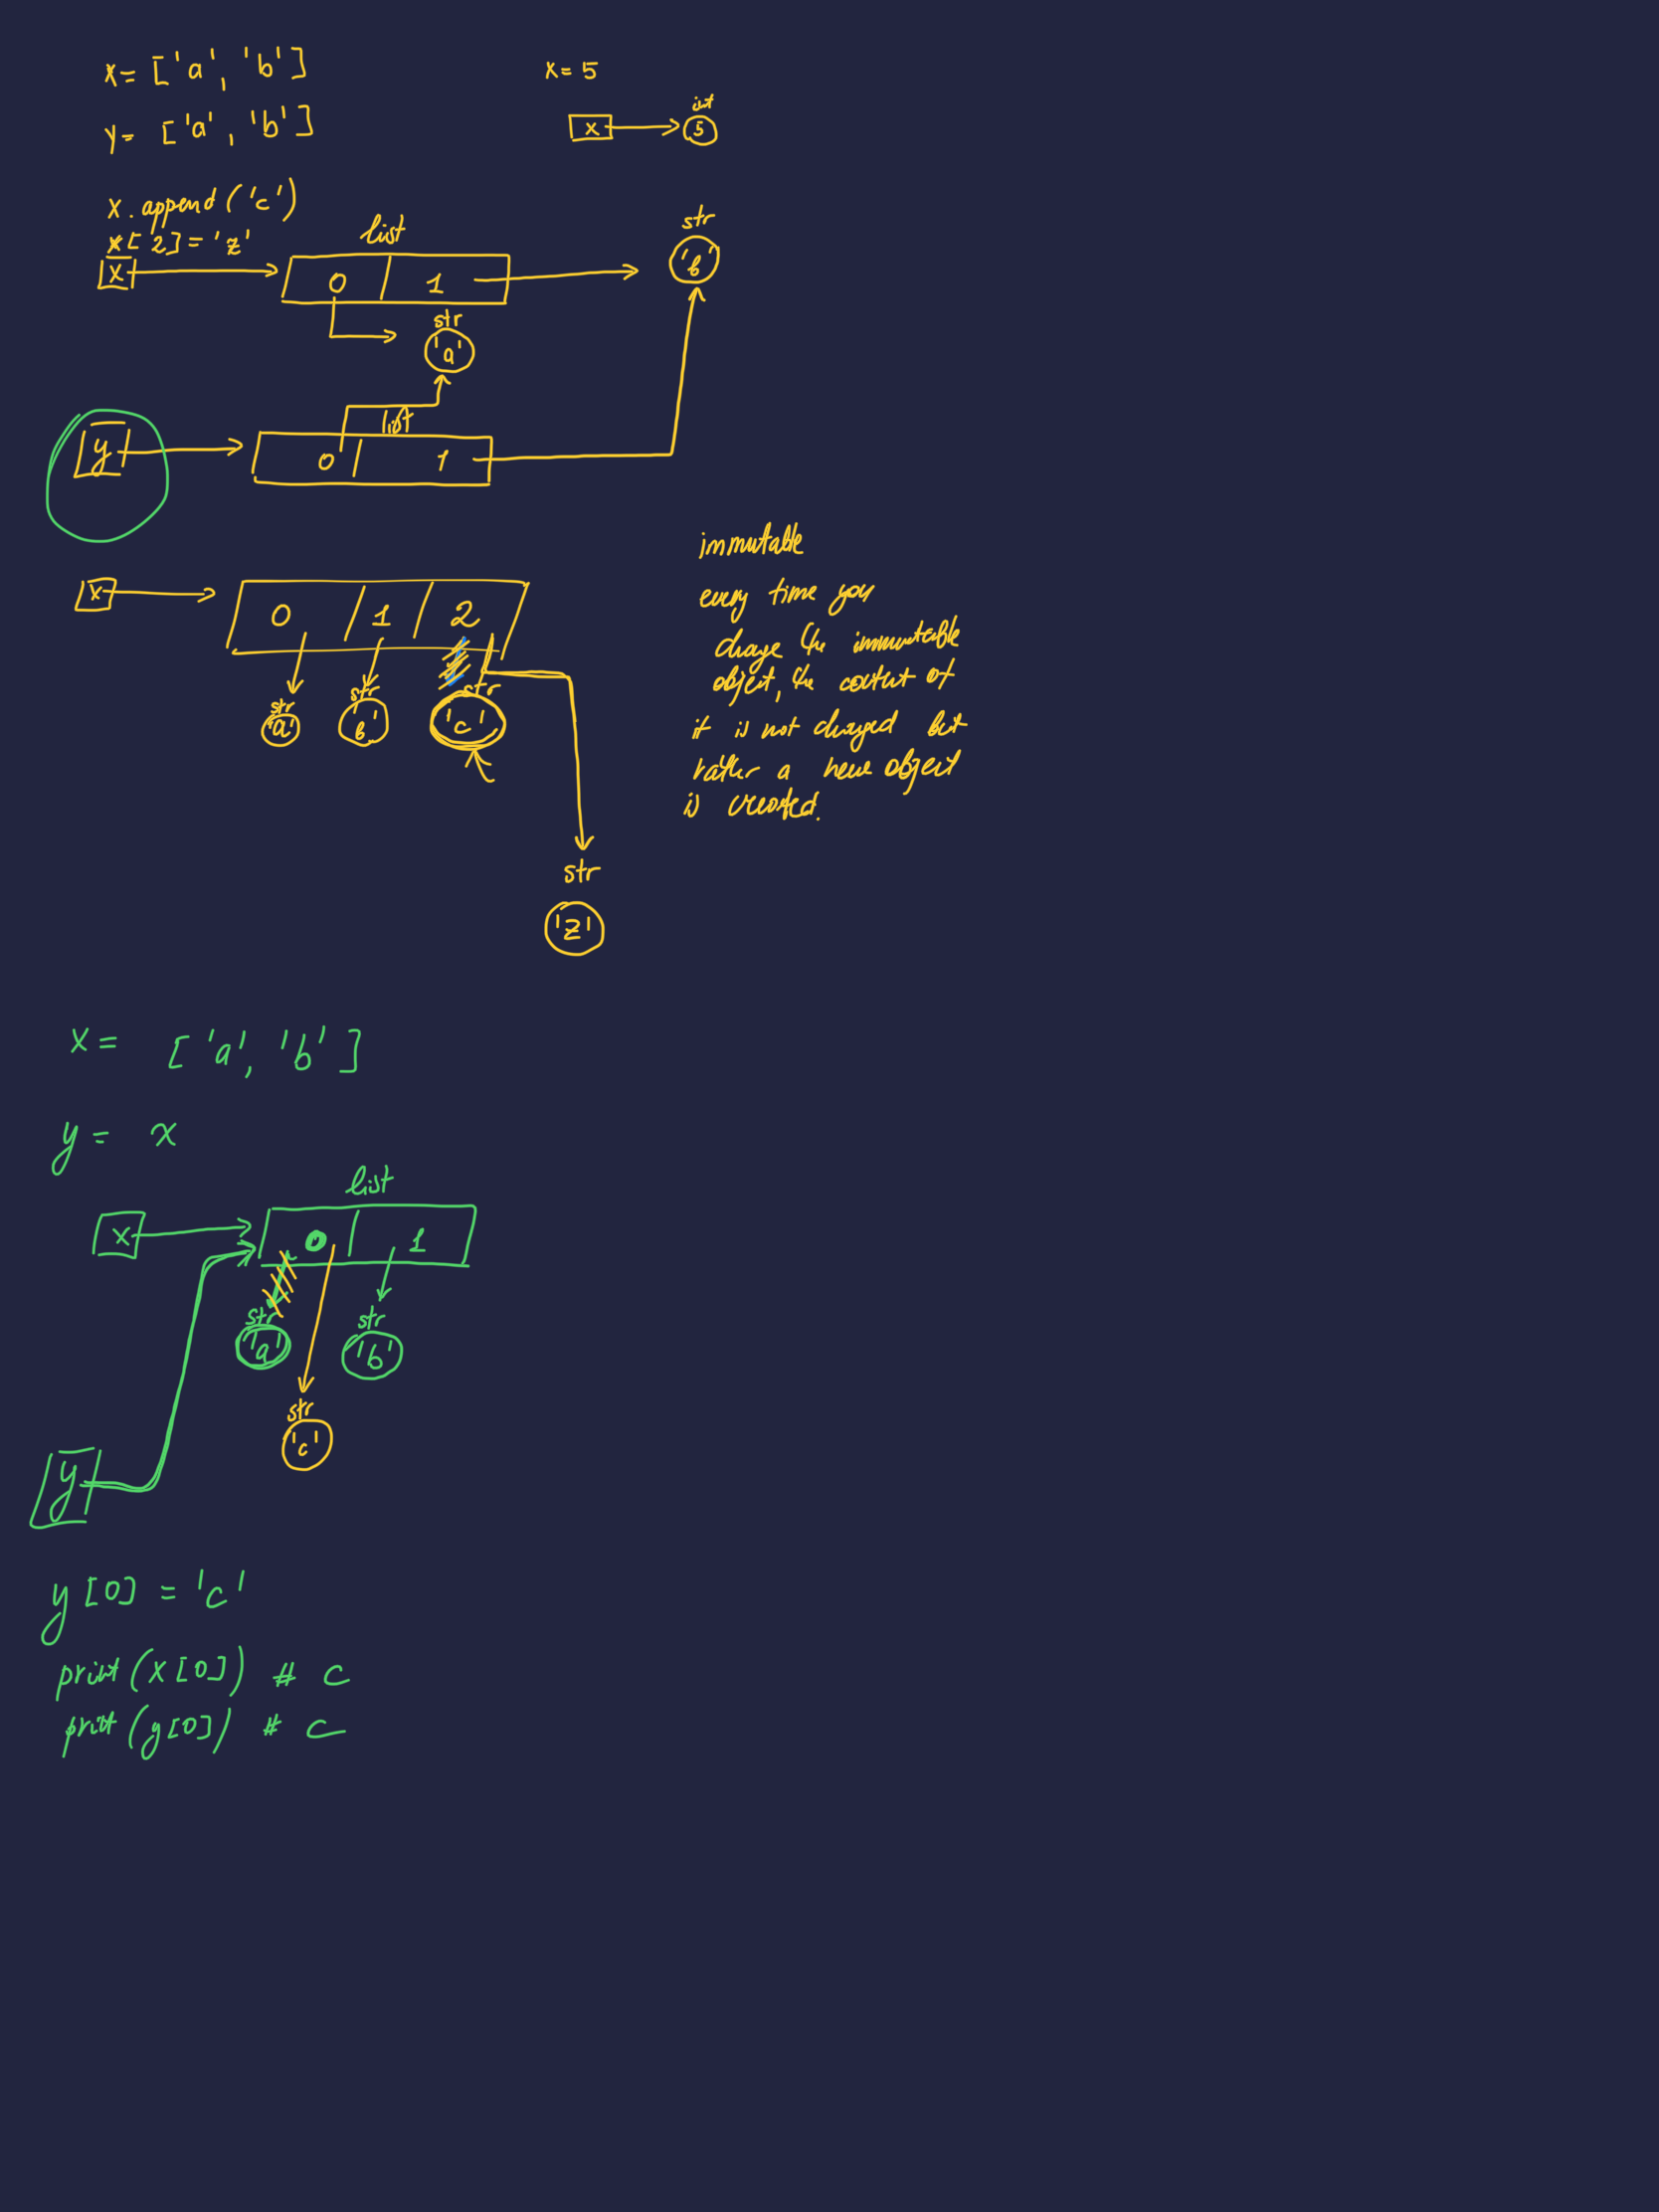 x= ['a', 'b']
y= ['a', 'b']
x.append('c')
x[2]='z'
x=5
int
x
5
list
x
0 1
str
'b'
str
'a'
list
y
0 1
x
0 1 2
str
'a'
str
'b'
str
'c'
str
'z'
immutable
every time you
change the immutable
object, the content of
it is not changed but
rather a new object
is created.
x= ['a', 'b']
y= x
list
x
0 1
str
'a'
str
'b'
str
'c'
y
y[0] = 'c'
print(x[0]) # c
print(y[0]) # c